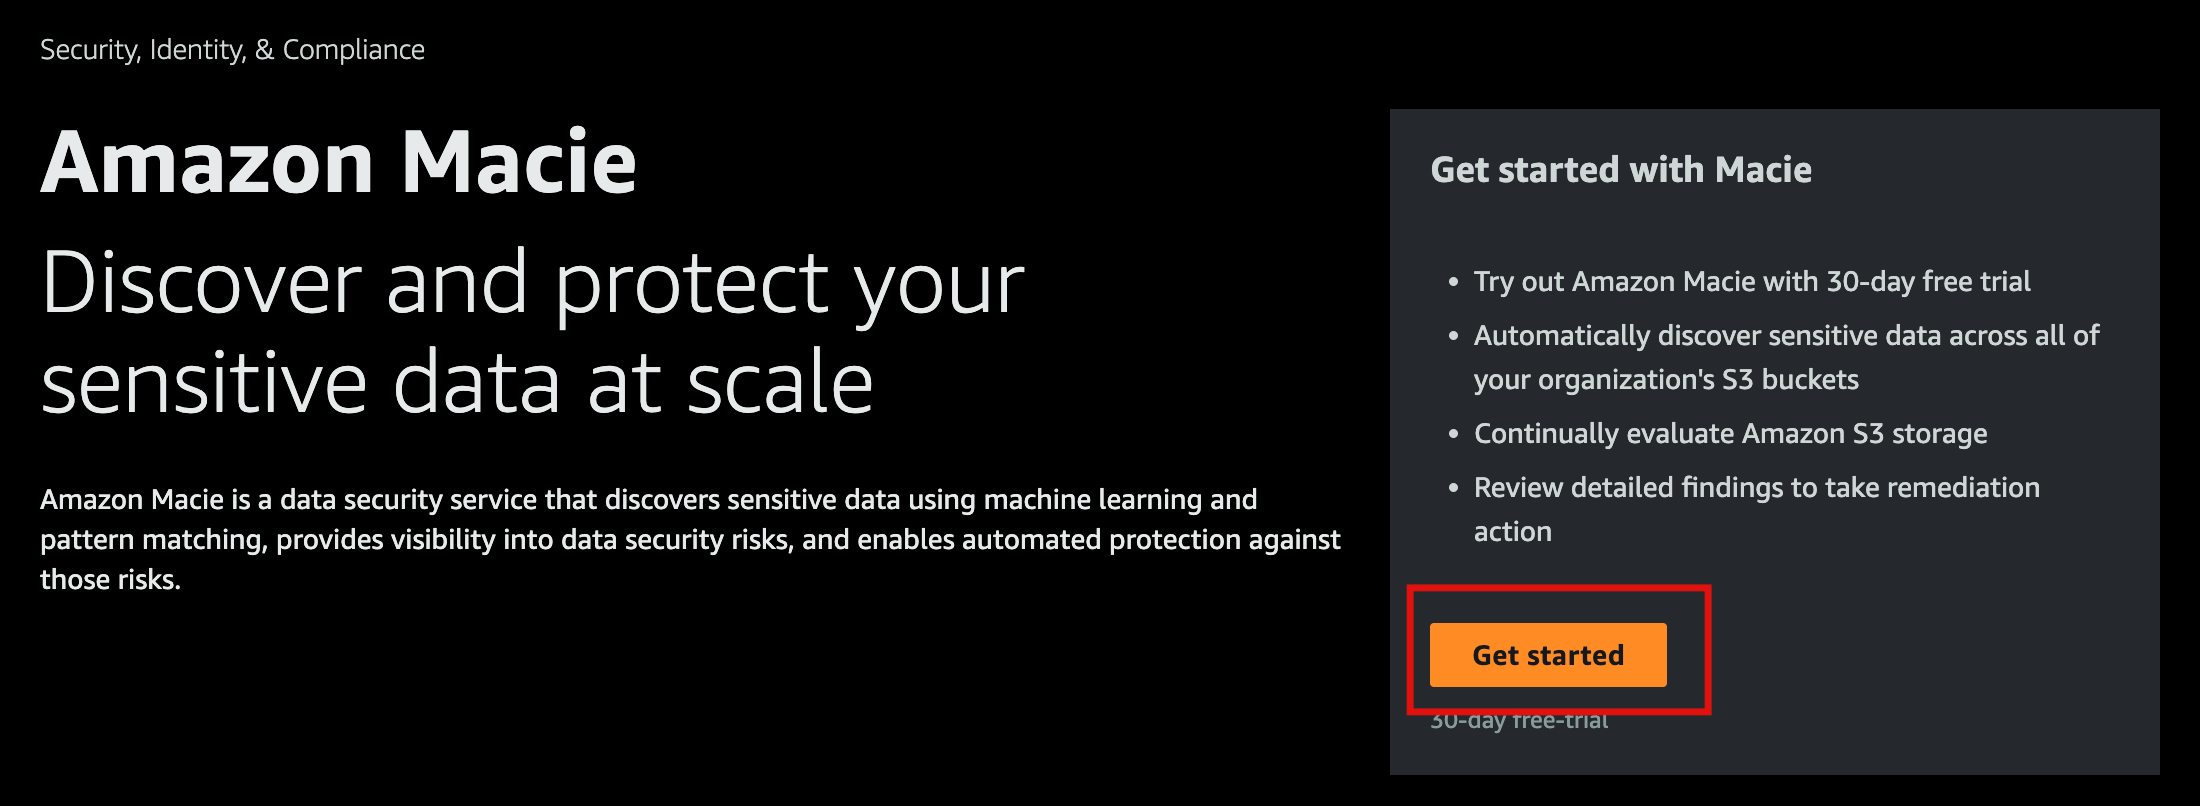 Security, Identity, & Compliance
Amazon Macie
Discover and protect your
sensitive data at scale
Amazon Macie is a data security service that discovers sensitive data using machine learning and
pattern matching, provides visibility into data security risks, and enables automated protection against
those risks.
Get started with Macie
• Try out Amazon Macie with 30-day free trial
• Automatically discover sensitive data across all of
your organization's S3 buckets
• Continually evaluate Amazon S3 storage
• Review detailed findings to take remediation
action
Get started
30-day free-trial